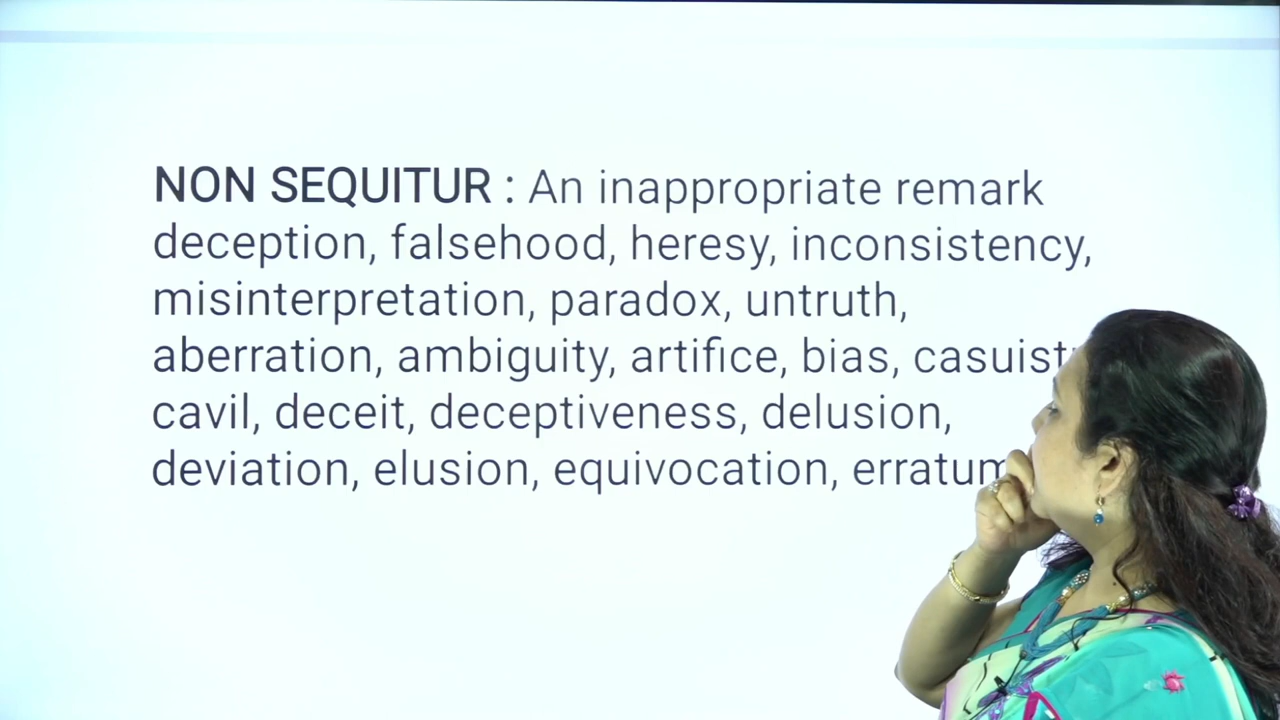 NON SEQUITUR : An inappropriate remark
deception, falsehood, heresy, inconsistency,
misinterpretation, paradox, untruth,
aberration, ambiguity, artifice, bias,
cavil, deceit, deceptiveness, delusion,
deviation, elusion, equivocation, erratum